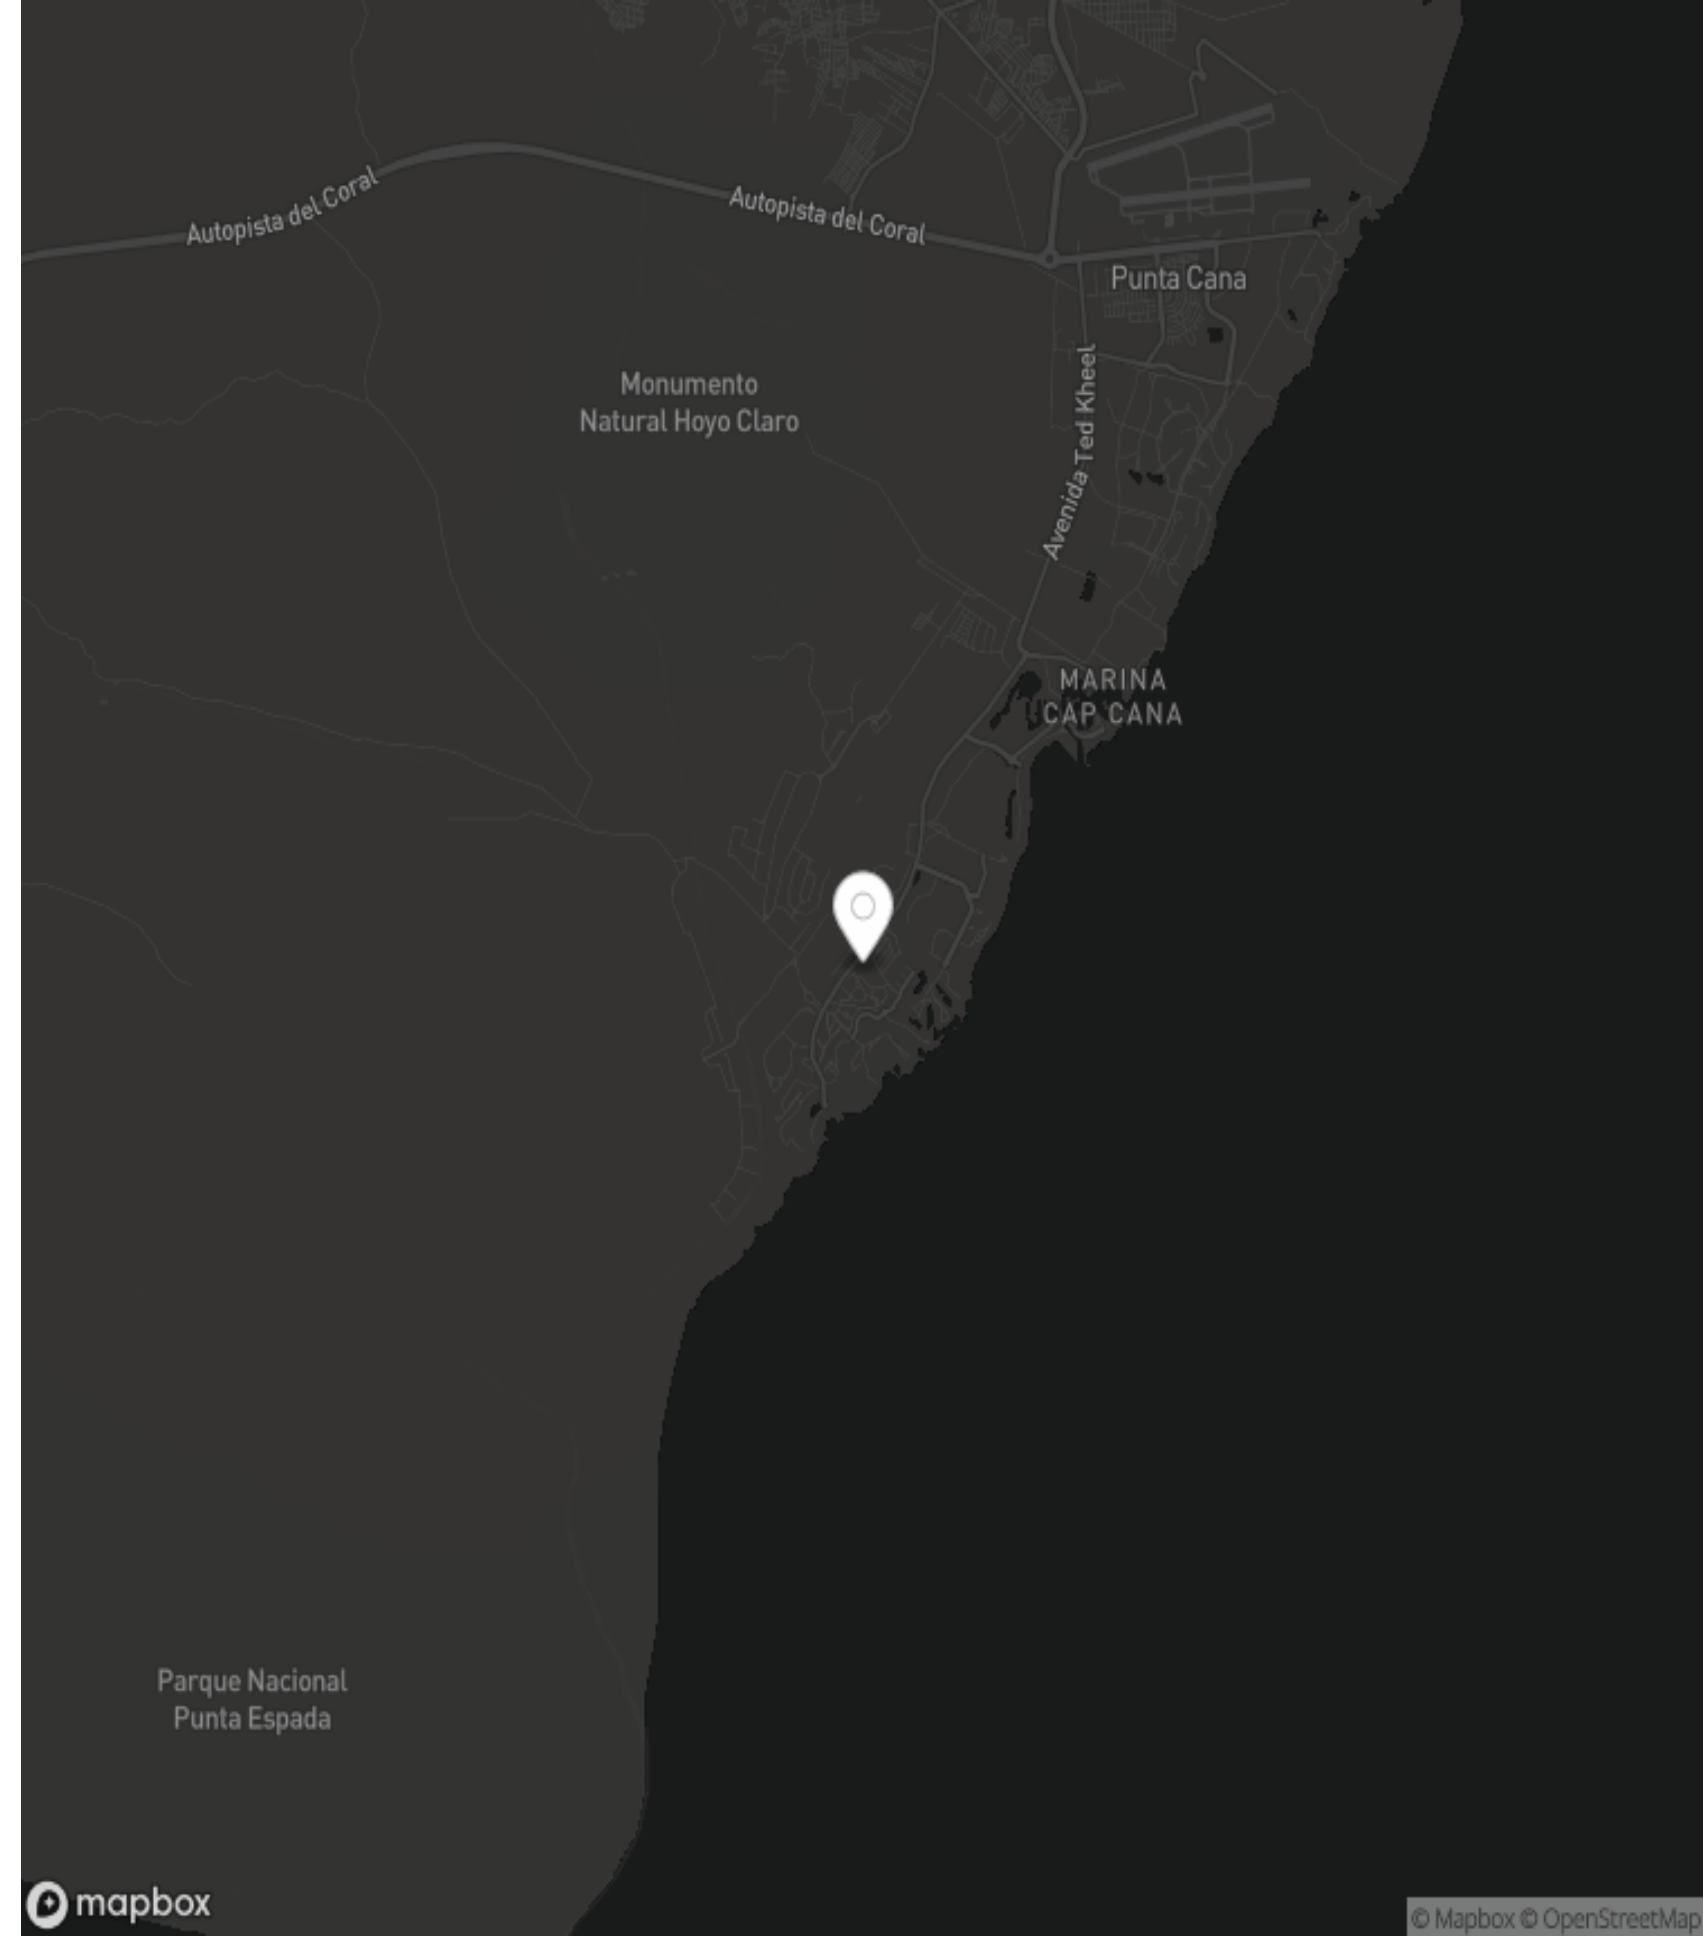 Autopista del Coral
Autopista del Coral
Punta Cana
Avenida Ted Kheel
Monumento
Natural Hoyo Claro
MARINA
CAP CANA
Parque Nacional
Punta Espada
mapbox
© Mapbox © OpenStreetMap